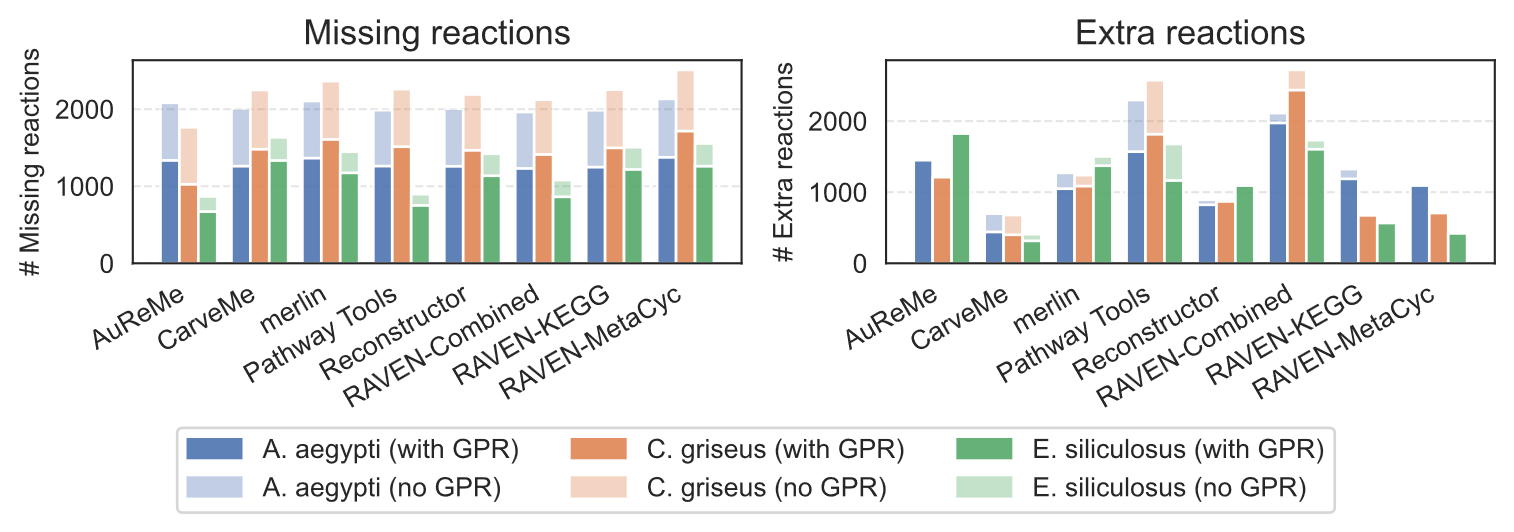 Missing reactions
# Missing reactions
2000
1000
0
AuReMe
CarveMe
merlin
Pathway Tools
Reconstructor
RAVEN-Combined
RAVEN-KEGG
RAVEN-MetaCyc
Extra reactions
# Extra reactions
2000
1000
0
AuReMe
CarveMe
merlin
Pathway Tools
Reconstructor
RAVEN-Combined
RAVEN-KEGG
RAVEN-MetaCyc
A. aegypti (with GPR)
C. griseus (with GPR)
E. siliculosus (with GPR)
A. aegypti (no GPR)
C. griseus (no GPR)
E. siliculosus (no GPR)